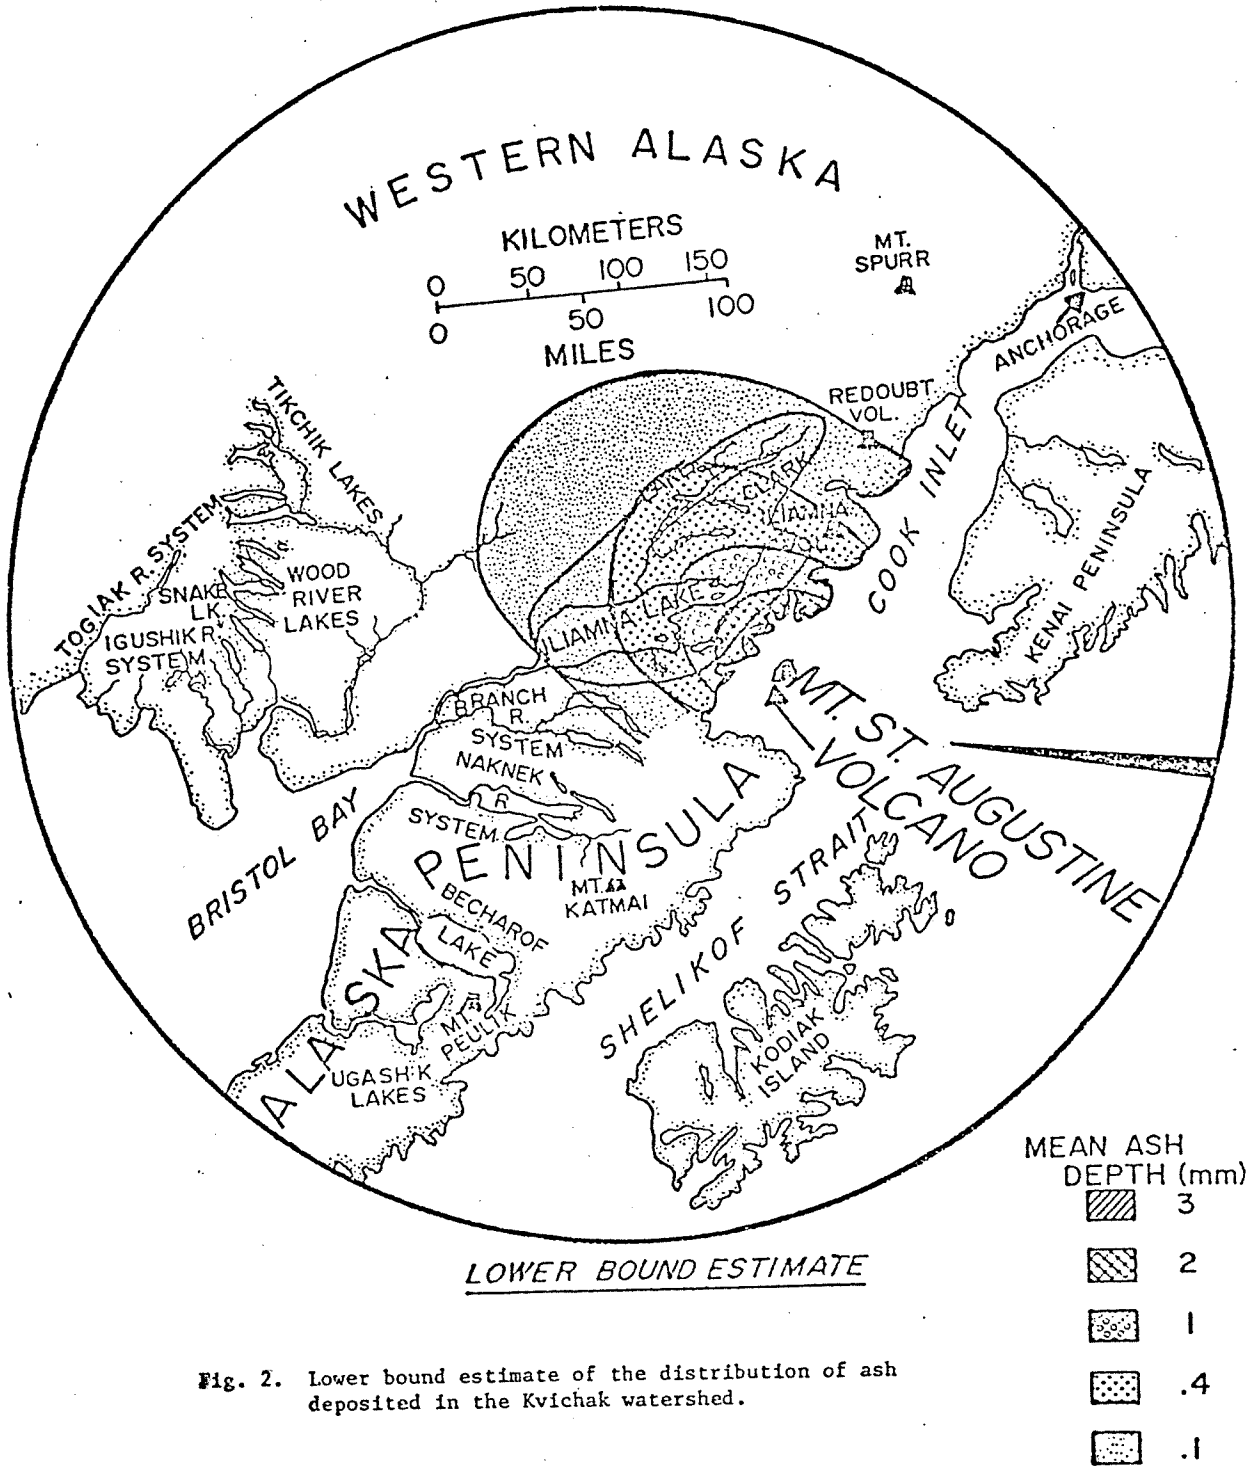 WESTERN ALASKA
KILOMETERS
0 50 100 150
0 50 100
MILES
MT.
SPURR
ANCHORAGE
REDOUBT
VOL.
COOK INLET
KENAI PENINSULA
TIKCHIK LAKES
TOGIAK R. SYSTEM
SNAKE
LK.
WOOD
RIVER
LAKES
IGUSHIK R.
SYSTEM
CLARK
ILIAMNA
ILIAMNA LAKE
BRANCH
R.
SYSTEM
NAKNEK
R
SYSTEM
MT. ST. AUGUSTINE
VOLCANO
BRISTOL BAY
ALASKA PENINSULA
MT.
KATMAI
BECHAROF
LAKE
MT.
PEULIK
UGASHIK
LAKES
SHELIKOF STRAIT
KODIAK
ISLAND
MEAN ASH
DEPTH (mm)
3
2
1
.4
.1
LOWER BOUND ESTIMATE
Fig. 2. Lower bound estimate of the distribution of ash
deposited in the Kvichak watershed.